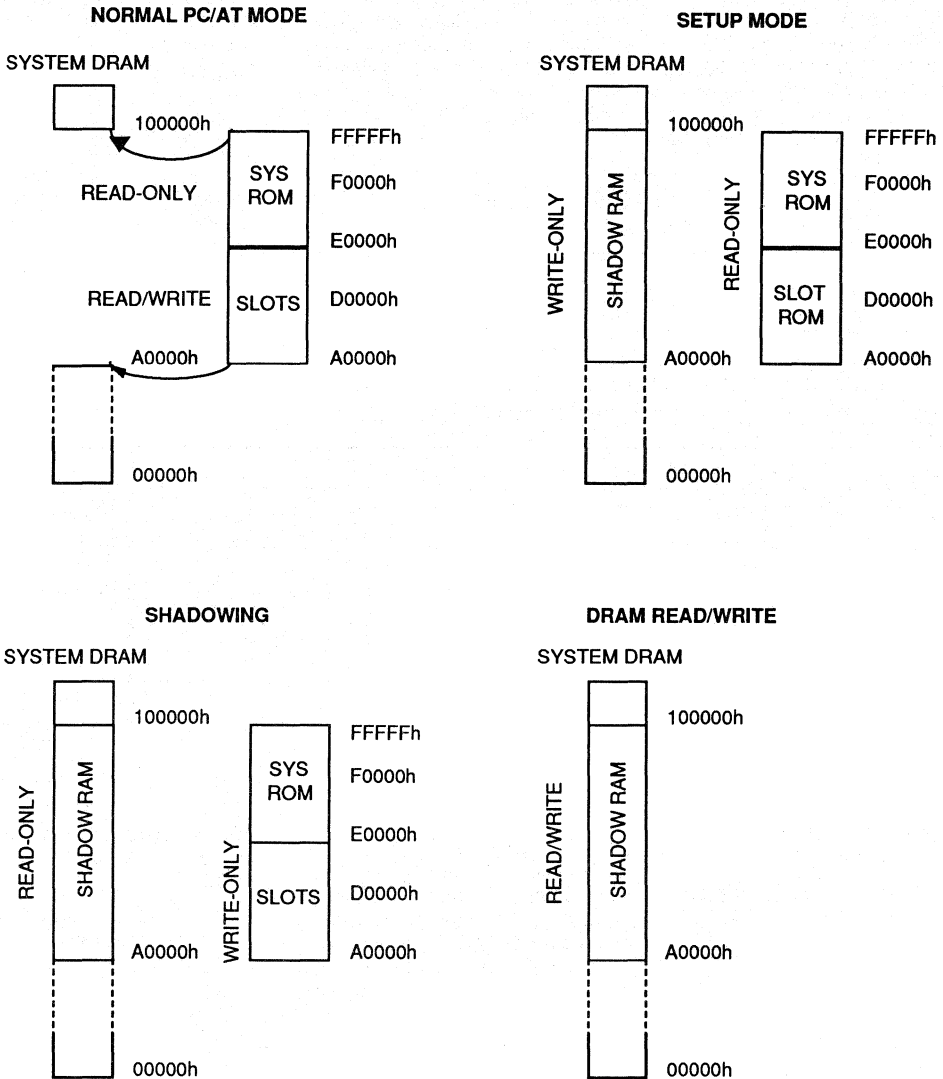 NORMAL PC/AT MODE
SYSTEM DRAM
100000h
FFFFFh
SYS
ROM
READ-ONLY
F0000h
E0000h
READ/WRITE
SLOTS
D0000h
A0000h
A0000h
00000h
SETUP MODE
SYSTEM DRAM
100000h
FFFFFh
WRITE-ONLY
SHADOW RAM
READ-ONLY
SYS
ROM
F0000h
E0000h
SLOT
ROM
D0000h
A0000h
A0000h
00000h
SHADOWING
SYSTEM DRAM
100000h
FFFFFh
READ-ONLY
SHADOW RAM
SYS
ROM
F0000h
E0000h
WRITE-ONLY
SLOTS
D0000h
A0000h
A0000h
00000h
DRAM READ/WRITE
SYSTEM DRAM
100000h
READ/WRITE
SHADOW RAM
A0000h
00000h